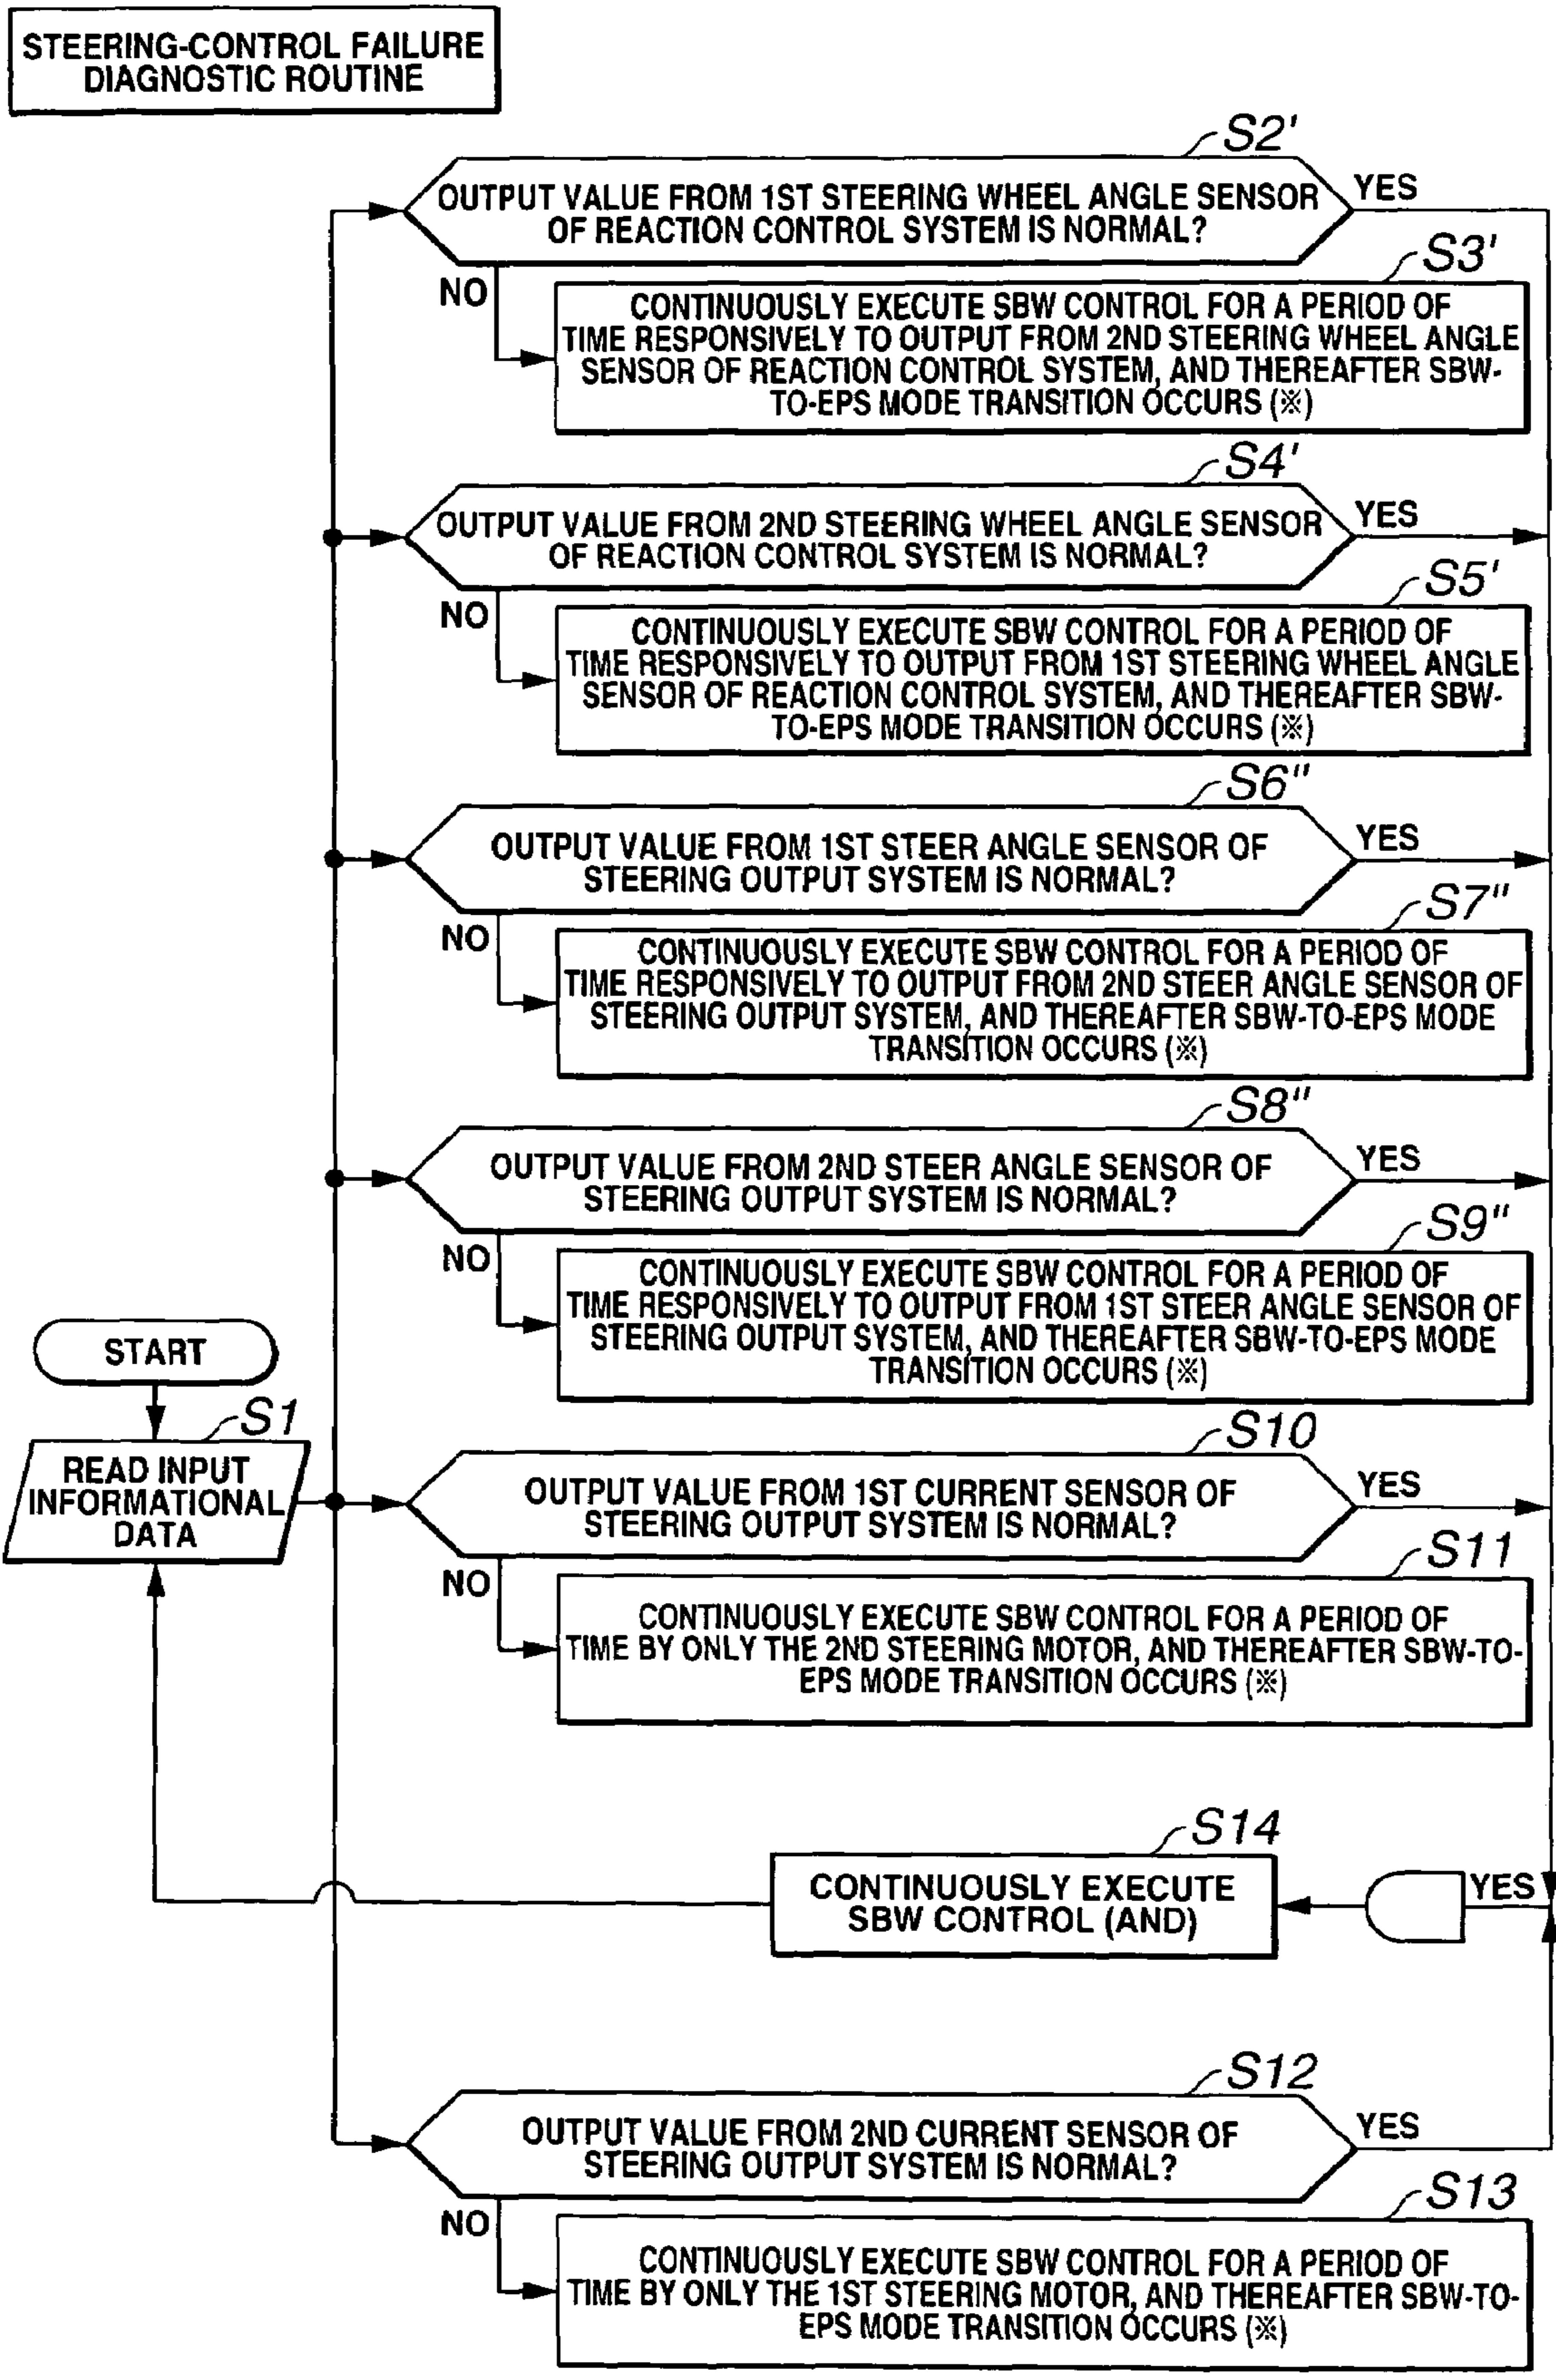 STEERING-CONTROL FAILURE
DIAGNOSTIC ROUTINE
S2'
OUTPUT VALUE FROM 1ST STEERING WHEEL ANGLE SENSOR
OF REACTION CONTROL SYSTEM IS NORMAL?
YES
NO
S3'
CONTINUOUSLY EXECUTE SBW CONTROL FOR A PERIOD OF
TIME RESPONSIVELY TO OUTPUT FROM 2ND STEERING WHEEL ANGLE
SENSOR OF REACTION CONTROL SYSTEM, AND THEREAFTER SBW-
TO-EPS MODE TRANSITION OCCURS (※)
S4'
OUTPUT VALUE FROM 2ND STEERING WHEEL ANGLE SENSOR
OF REACTION CONTROL SYSTEM IS NORMAL?
YES
NO
S5'
CONTINUOUSLY EXECUTE SBW CONTROL FOR A PERIOD OF
TIME RESPONSIVELY TO OUTPUT FROM 1ST STEERING WHEEL ANGLE
SENSOR OF REACTION CONTROL SYSTEM, AND THEREAFTER SBW-
TO-EPS MODE TRANSITION OCCURS (※)
S6"
OUTPUT VALUE FROM 1ST STEER ANGLE SENSOR OF
STEERING OUTPUT SYSTEM IS NORMAL?
YES
NO
S7"
CONTINUOUSLY EXECUTE SBW CONTROL FOR A PERIOD OF
TIME RESPONSIVELY TO OUTPUT FROM 2ND STEER ANGLE SENSOR OF
STEERING OUTPUT SYSTEM, AND THEREAFTER SBW-TO-EPS MODE
TRANSITION OCCURS (※)
S8"
OUTPUT VALUE FROM 2ND STEER ANGLE SENSOR OF
STEERING OUTPUT SYSTEM IS NORMAL?
YES
NO
S9"
CONTINUOUSLY EXECUTE SBW CONTROL FOR A PERIOD OF
TIME RESPONSIVELY TO OUTPUT FROM 1ST STEER ANGLE SENSOR OF
STEERING OUTPUT SYSTEM, AND THEREAFTER SBW-TO-EPS MODE
TRANSITION OCCURS (※)
START
S1
READ INPUT
INFORMATIONAL
DATA
S10
OUTPUT VALUE FROM 1ST CURRENT SENSOR OF
STEERING OUTPUT SYSTEM IS NORMAL?
YES
NO
S11
CONTINUOUSLY EXECUTE SBW CONTROL FOR A PERIOD OF
TIME BY ONLY THE 2ND STEERING MOTOR, AND THEREAFTER SBW-TO-
EPS MODE TRANSITION OCCURS (※)
S14
CONTINUOUSLY EXECUTE
SBW CONTROL (AND)
YES
S12
OUTPUT VALUE FROM 2ND CURRENT SENSOR OF
STEERING OUTPUT SYSTEM IS NORMAL?
YES
NO
S13
CONTINUOUSLY EXECUTE SBW CONTROL FOR A PERIOD OF
TIME BY ONLY THE 1ST STEERING MOTOR, AND THEREAFTER SBW-TO-
EPS MODE TRANSITION OCCURS (※)